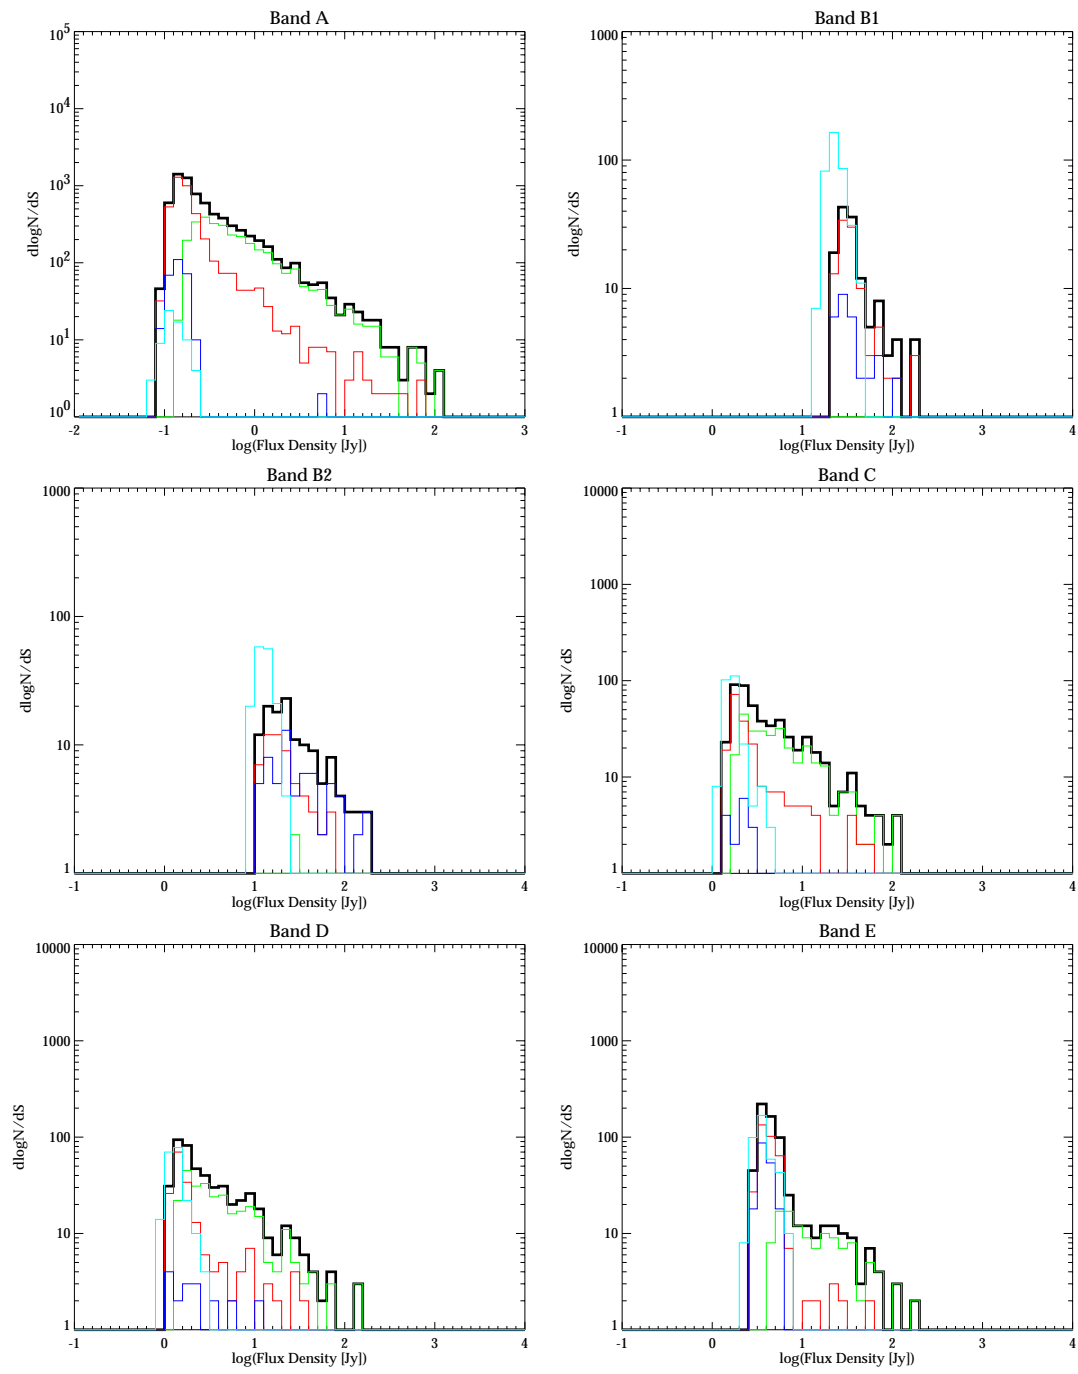 Band A
10^5
10^4
10^3
10^2
10^1
10^0
dlogN/dS
-2 -1 0 1 2 3
log(Flux Density [Jy])
Band B1
1000
100
10
1
dlogN/dS
-1 0 1 2 3 4
log(Flux Density [Jy])
Band B2
1000
100
10
1
dlogN/dS
-1 0 1 2 3 4
log(Flux Density [Jy])
Band C
10000
1000
100
10
1
dlogN/dS
-1 0 1 2 3 4
log(Flux Density [Jy])
Band D
10000
1000
100
10
1
dlogN/dS
-1 0 1 2 3 4
log(Flux Density [Jy])
Band E
10000
1000
100
10
1
dlogN/dS
-1 0 1 2 3 4
log(Flux Density [Jy])